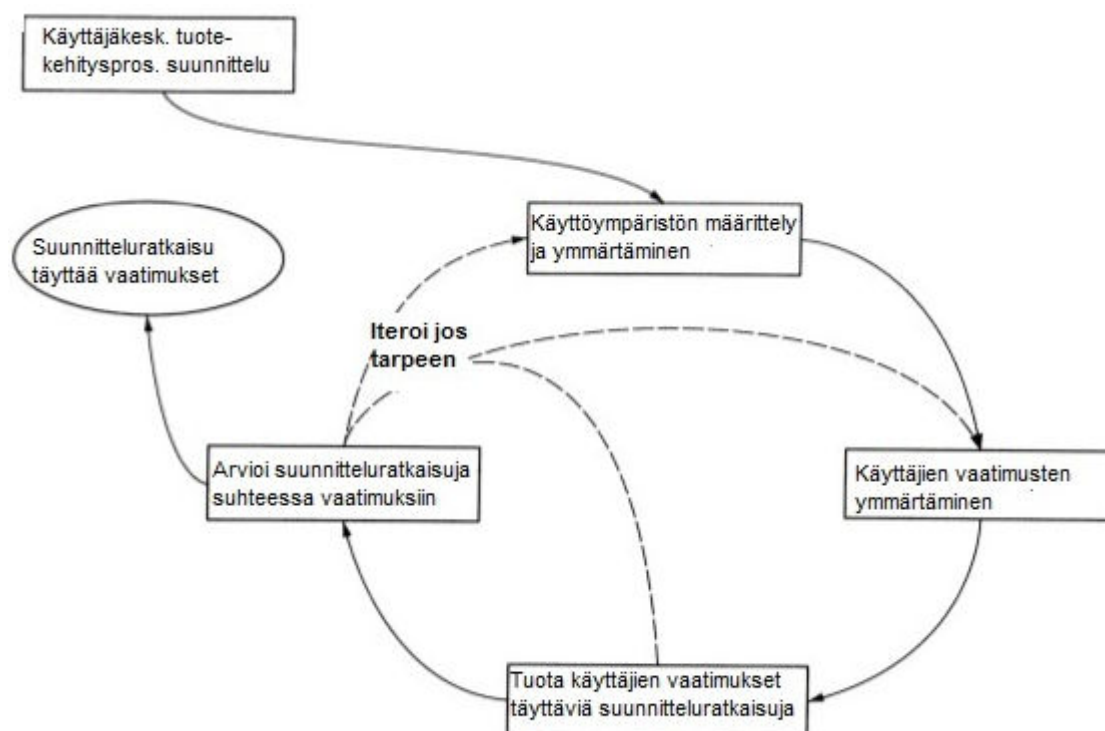 Käyttäjäkesk. tuote-
kehityspros. suunnittelu
Käyttöympäristön määrittely
ja ymmärtäminen
Suunnitteluratkaisu
täyttää vaatimukset
Iteroi jos
tarpeen
Arvioi suunnitteluratkaisuja
suhteessa vaatimuksiin
Käyttäjien vaatimusten
ymmärtäminen
Tuota käyttäjien vaatimukset
täyttäviä suunnitteluratkaisuja